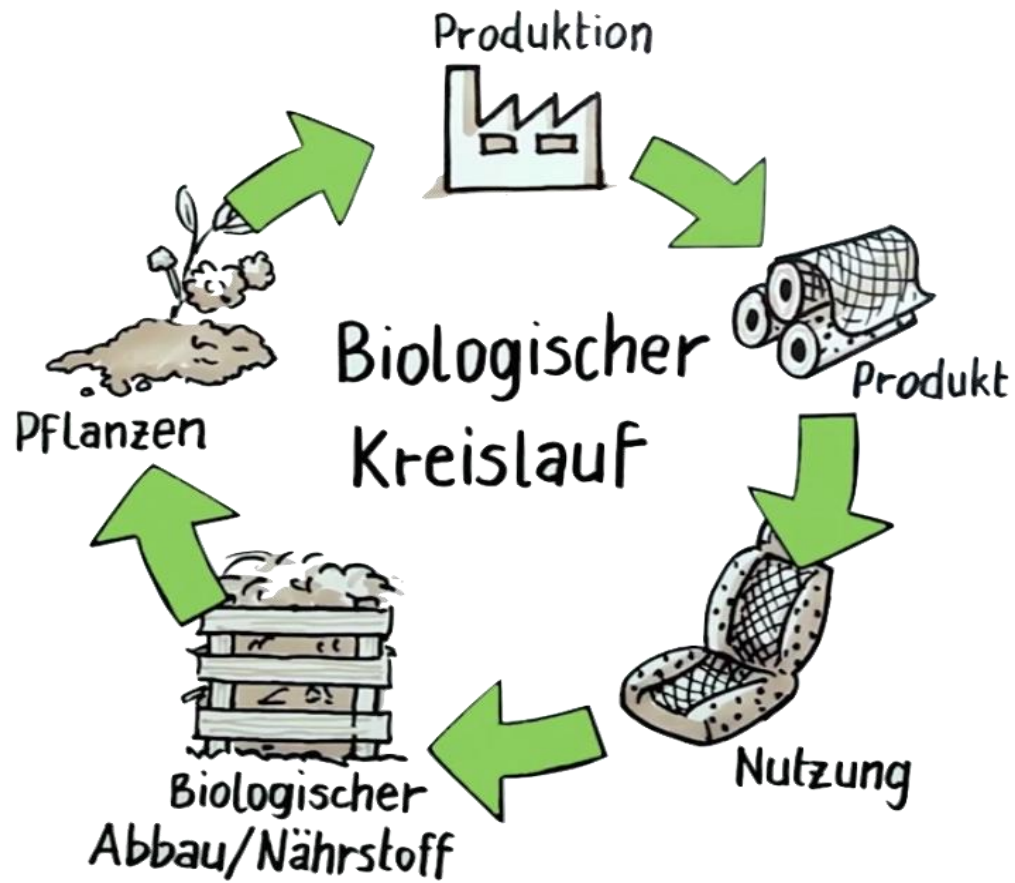 Produktion
Biologischer
Kreislauf
Produkt
Pflanzen
Nutzung
Biologischer
Abbau/Nährstoff